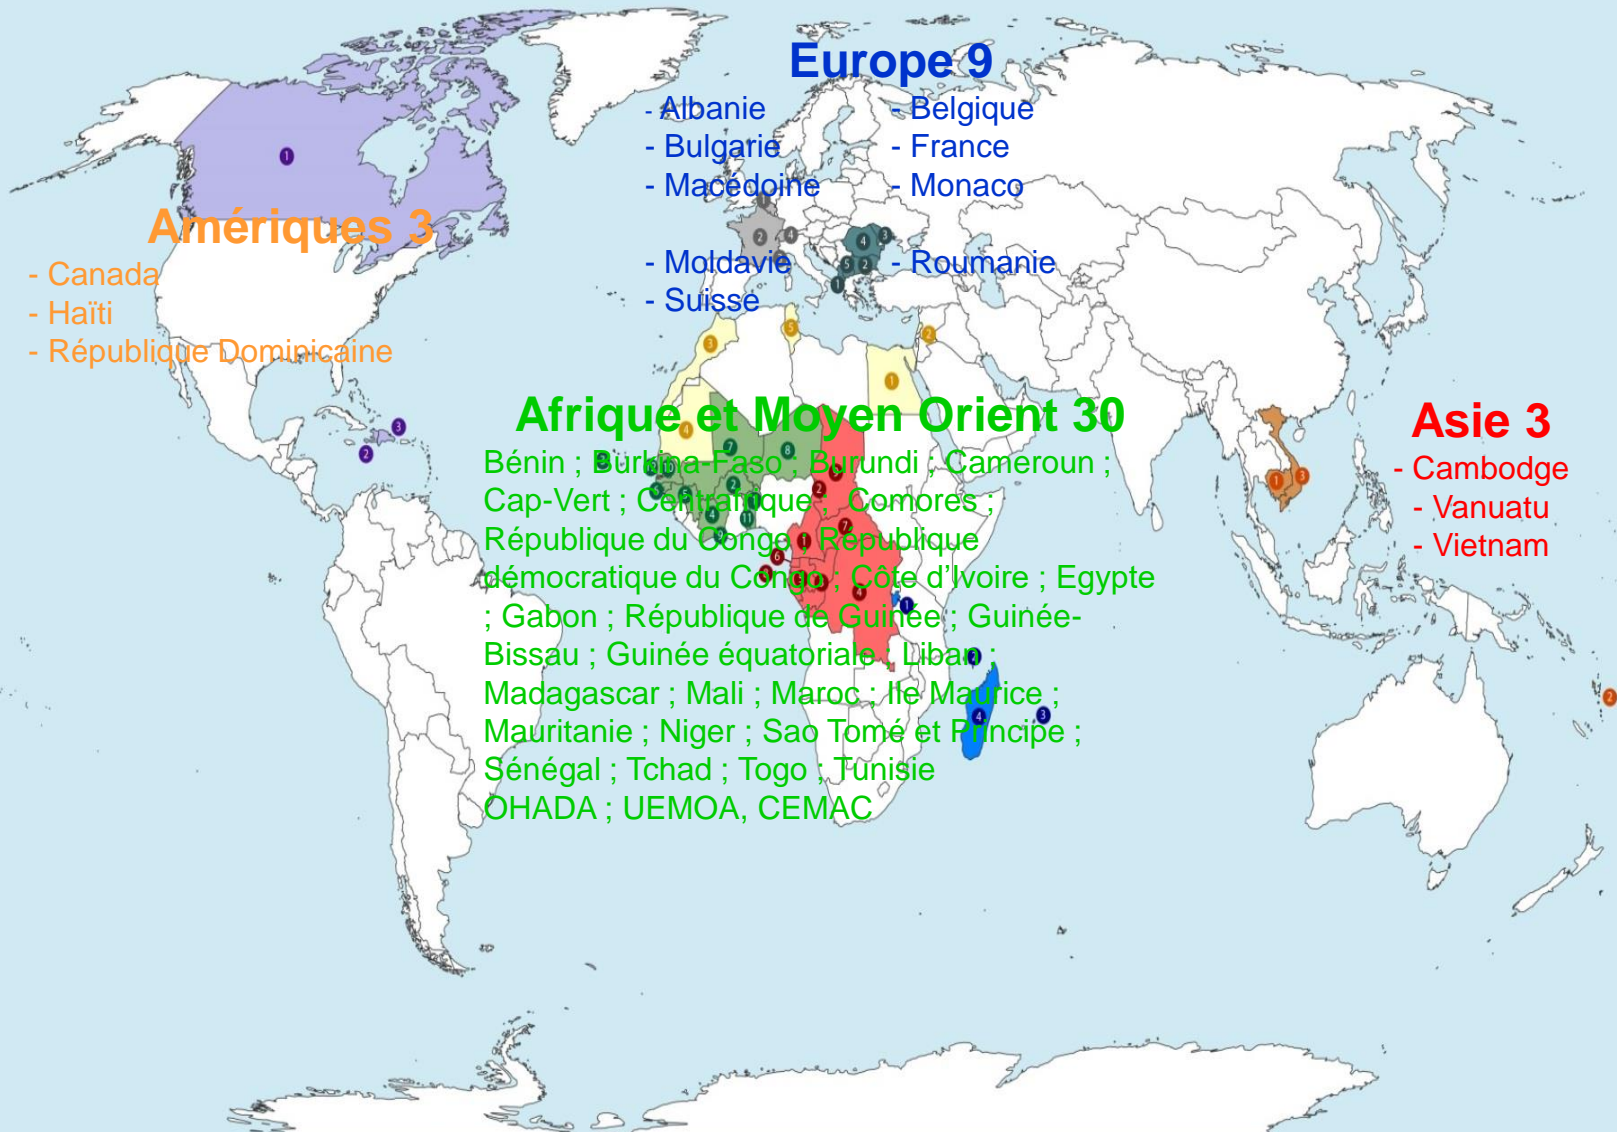 Europe 9
- Albanie - Belgique
- Bulgarie - France
- Macédoine - Monaco
- Moldavie - Roumanie
- Suisse
Amériques 3
- Canada
- Haïti
- République Dominicaine
Afrique et Moyen Orient 30
Bénin ; Burkina-Faso ; Burundi ; Cameroun ;
Cap-Vert ; Centrafrique ; Comores ;
République du Congo ; République
démocratique du Congo ; Côte d'Ivoire ; Egypte
; Gabon ; République de Guinée ; Guinée-
Bissau ; Guinée équatoriale ; Liban ;
Madagascar ; Mali ; Maroc ; Ile Maurice ;
Mauritanie ; Niger ; Sao Tomé et Principe ;
Sénégal ; Tchad ; Togo ; Tunisie
OHADA ; UEMOA, CEMAC
Asie 3
- Cambodge
- Vanuatu
- Vietnam